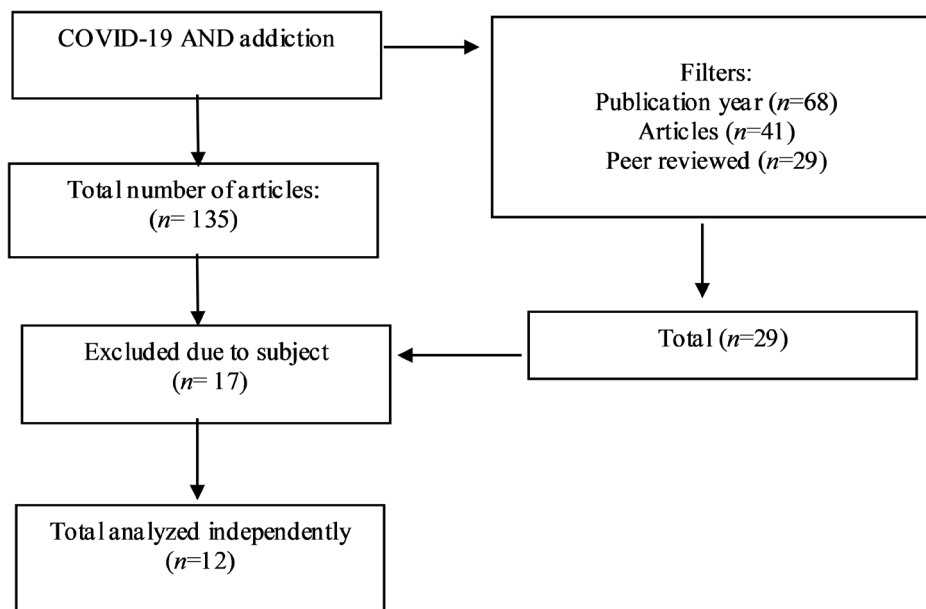 COVID-19 AND addiction
Filters:
Publication year (n=68)
Articles (n=41)
Peer reviewed (n=29)
Total number of articles:
(n= 135)
Total (n=29)
Excluded due to subject
(n= 17)
Total analyzed independently
(n=12)